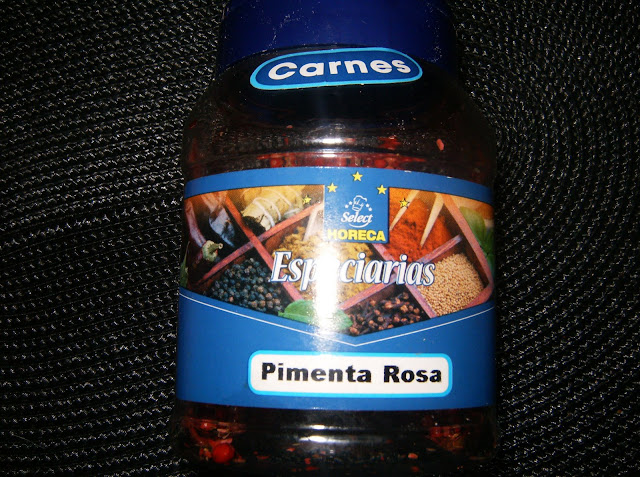 Carnes
Select
HORECA
Especiarias
Pimenta Rosa